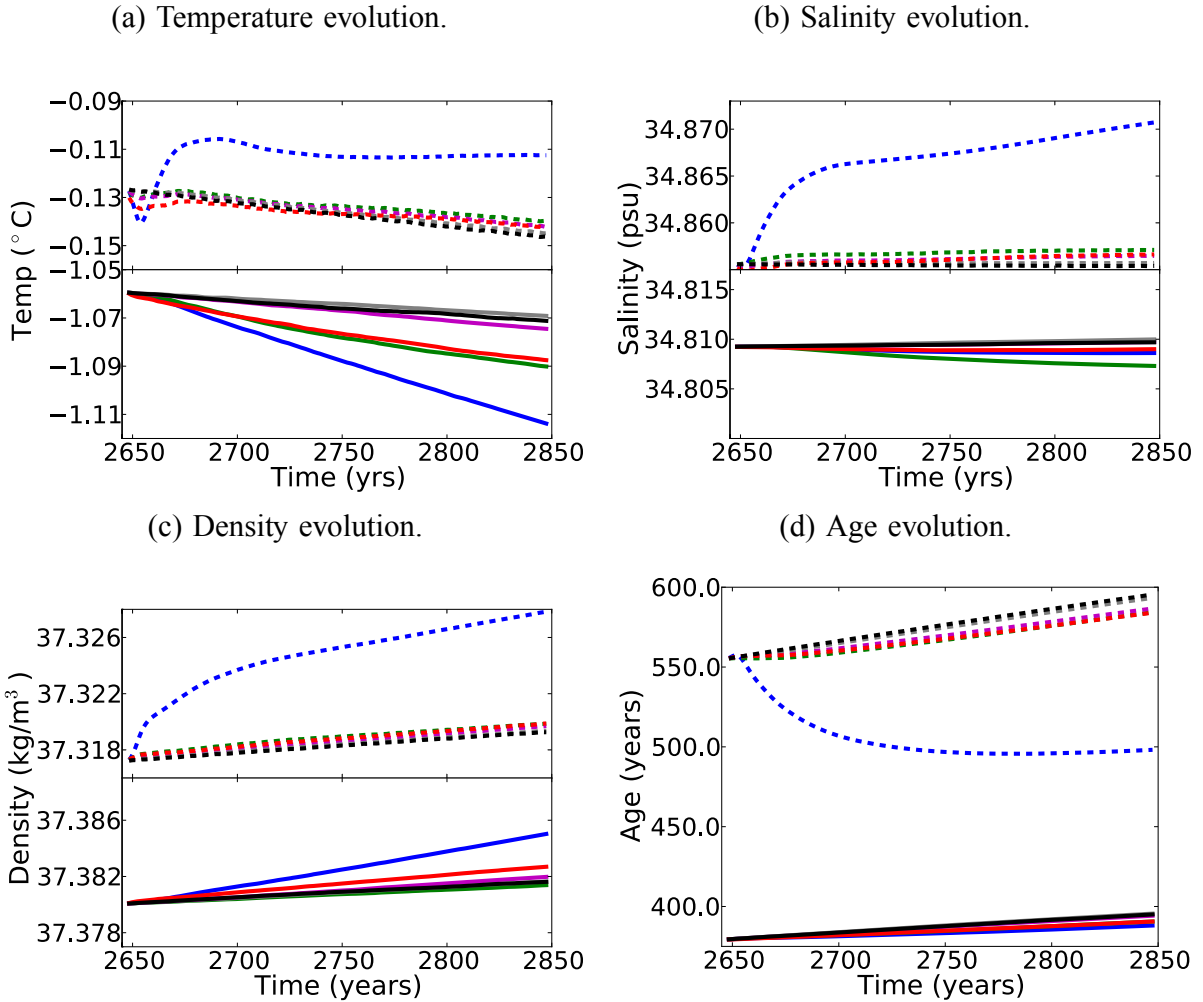 (a) Temperature evolution.
(b) Salinity evolution.
−0.09
−0.11
−0.13
−0.15
−1.05
−1.07
−1.09
−1.11
Temp (°C)
2650 2700 2750 2800 2850
Time (yrs)
34.870
34.865
34.860
34.815
34.810
34.805
Salinity (psu)
2650 2700 2750 2800 2850
Time (yrs)
(c) Density evolution.
(d) Age evolution.
37.326
37.322
37.318
37.386
37.382
37.378
Density (kg/m³)
2650 2700 2750 2800 2850
Time (years)
600.0
550.0
500.0
450.0
400.0
Age (years)
2650 2700 2750 2800 2850
Time (years)